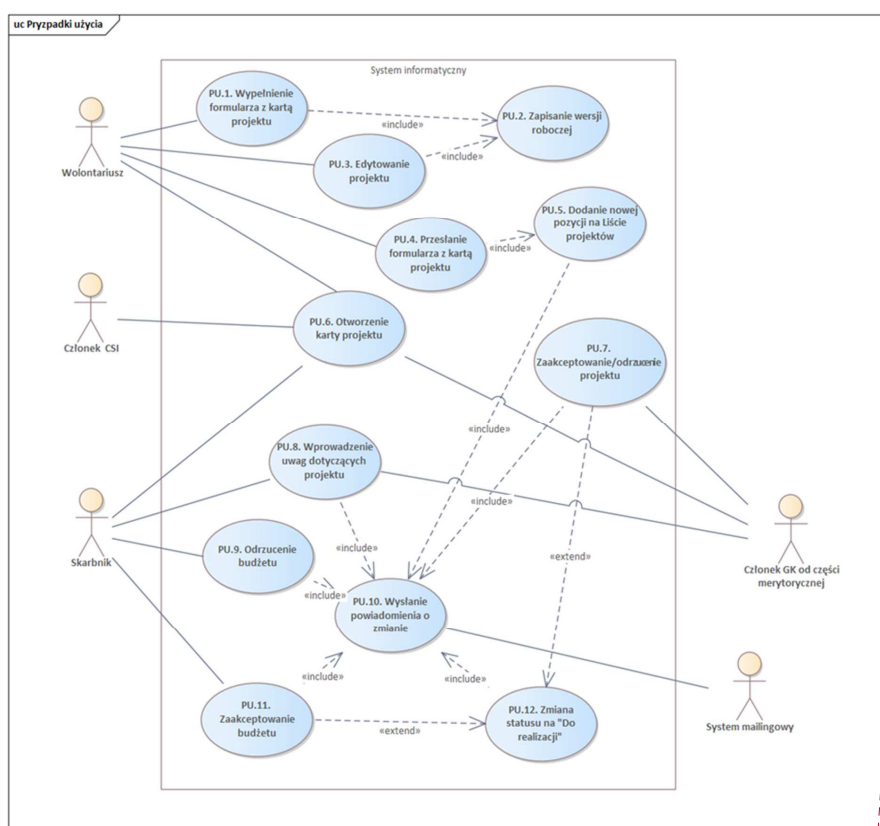 uc Pryzpadki użycia
System informatyczny
PU.1. Wypełnienie
formularza z kartą
projektu
«include»
PU.2. Zapisanie wersji
roboczej
Wolontariusz
PU.3. Edytowanie
projektu
«include»
PU.5. Dodanie nowej
pozycji na Liście
projektów
PU.4. Przesłanie
formularza z kartą
projektu
«include»
PU.6. Otworzenie
karty projektu
Członek CSI
PU.7.
Zaakceptowanie/odrzucenie
projektu
«include»
PU.8. Wprowadzenie
uwag dotyczących
projektu
«include»
Skarbnik
«include»
PU.9. Odrzucenie
budżetu
«extend»
Członek GK od części
merytorycznej
«include»
PU.10. Wysłanie
powiadomienia o
zmianie
«include»
«include»
PU.11.
Zaakceptowanie
budżetu
«extend»
PU.12. Zmiana
statusu na "Do
realizacji"
System mailingowy